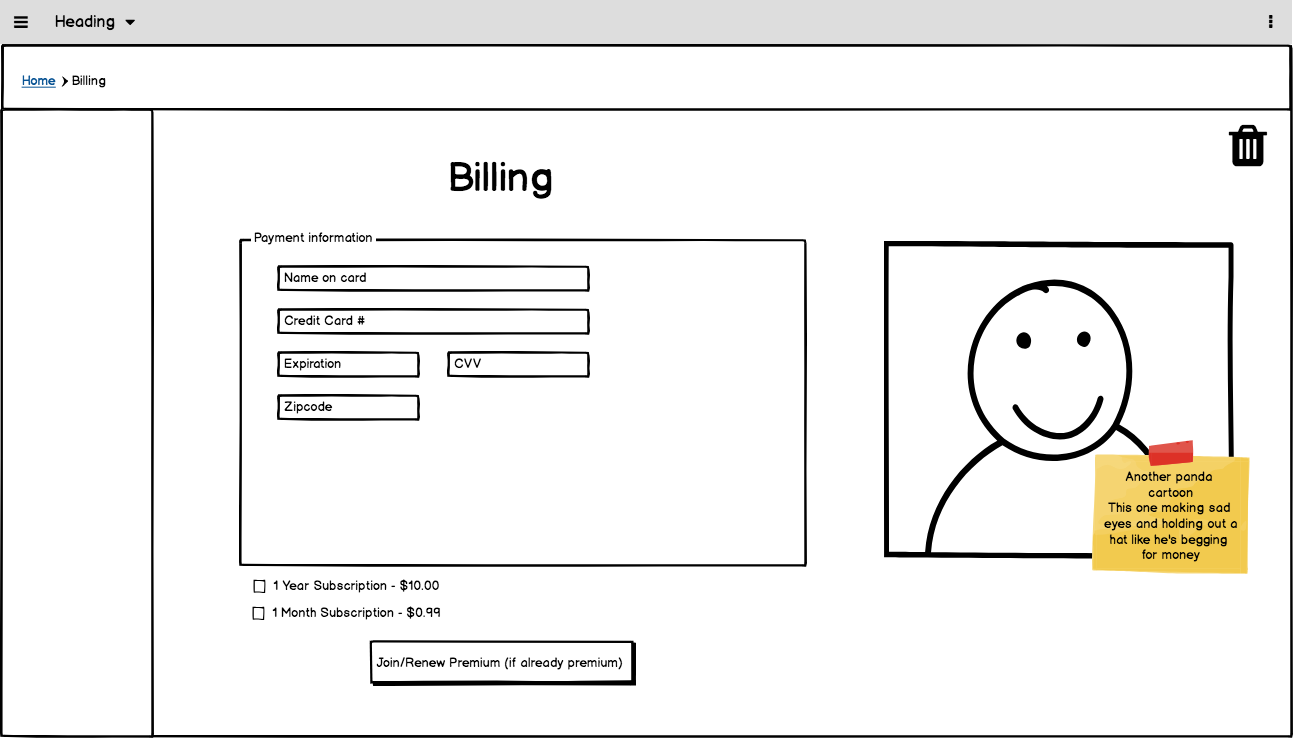 Heading
Home
Billing
Billing
Payment information
Name on card
Credit Card #
Expiration
CVV
Zipcode
Another panda
cartoon
This one making sad
eyes and holding out a
hat like he's begging
for money
1 Year Subscription - $10.00
1 Month Subscription - $0.99
Join/Renew Premium (if already premium)